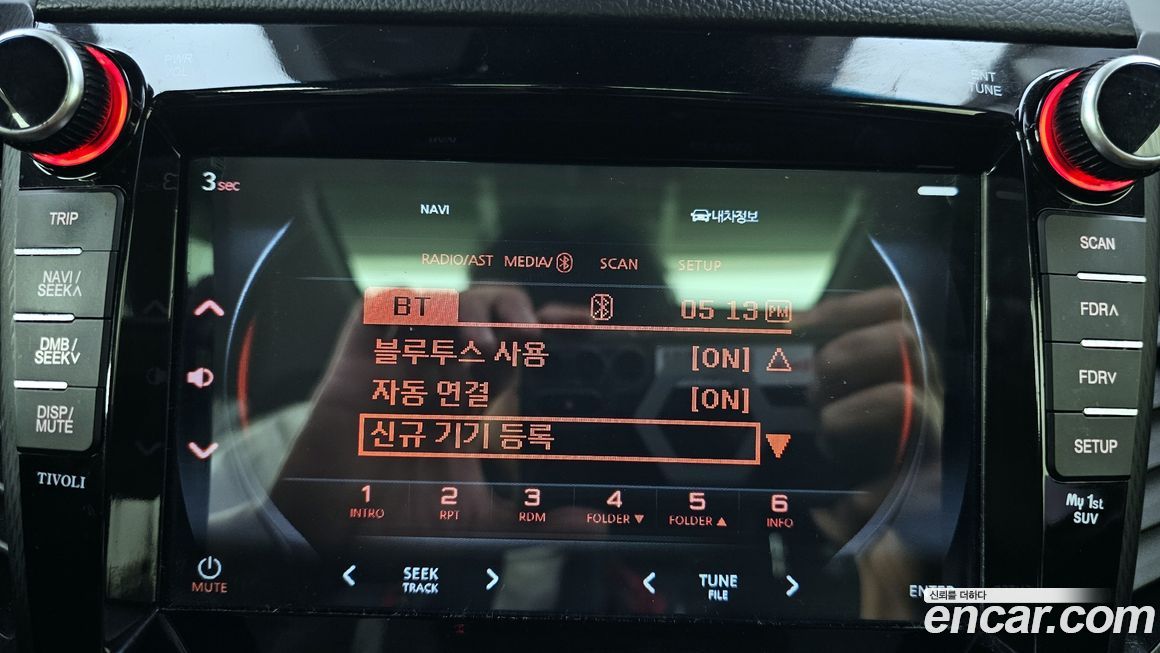 PWR
VOL
ENT
TUNE
3sec
NAVI
내차정보
RADIO/AST MEDIA/ SCAN SETUP
BT 05 13 PM
블루투스 사용 [ON] △
자동 연결 [ON]
신규 기기 등록 ▼
1 INTRO
2 RPT
3 RDM
4 FOLDER ▼
5 FOLDER ▲
6 INFO
MUTE
< SEEK >
TRACK
< TUNE >
FILE
TRIP
NAVI/
SEEK∧
DMB/
SEEK∨
DISP/
MUTE
TIVOLI
SCAN
FDR∧
FDR∨
SETUP
My 1st
SUV
신뢰를 더하다
encar.com